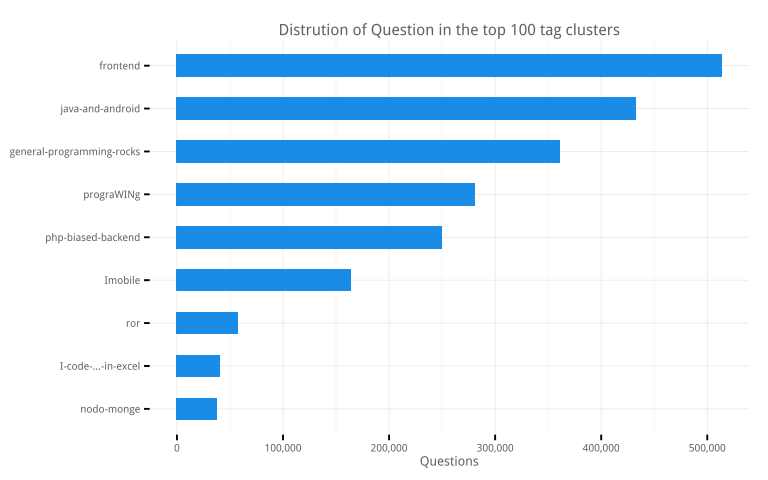 Distrution of Question in the top 100 tag clusters
frontend
java-and-android
general-programming-rocks
prograWINg
php-biased-backend
Imobile
ror
I-code-...-in-excel
nodo-monge
0 100,000 200,000 300,000 400,000 500,000
Questions